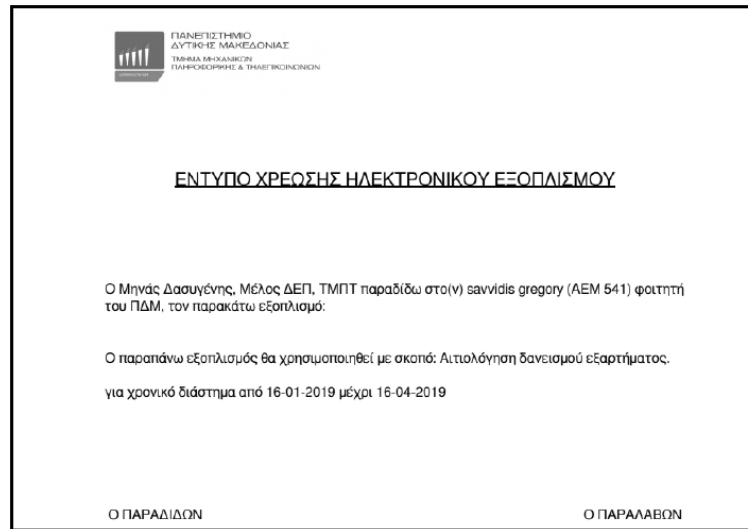 ΠΑΝΕΠΙΣΤΗΜΙΟ
ΔΥΤΙΚΗΣ ΜΑΚΕΔΟΝΙΑΣ
ΤΜΗΜΑ ΜΗΧΑΝΙΚΩΝ
ΠΛΗΡΟΦΟΡΙΚΗΣ & ΤΗΛΕΠΙΚΟΙΝΩΝΙΩΝ
ΕΝΤΥΠΟ ΧΡΕΩΣΗΣ ΗΛΕΚΤΡΟΝΙΚΟΥ ΕΞΟΠΛΙΣΜΟΥ
Ο Μηνάς Δασυγένης, Μέλος ΔΕΠ, ΤΜΠΤ παραδίδω στο(ν) savvidis gregory (ΑΕΜ 541) φοιτητή
του ΠΔΜ, τον παρακάτω εξοπλισμό:
Ο παραπάνω εξοπλισμός θα χρησιμοποιηθεί με σκοπό: Αιτιολόγηση δανεισμού εξαρτήματος.
για χρονικό διάστημα από 16-01-2019 μέχρι 16-04-2019
Ο ΠΑΡΑΔΙΔΩΝ Ο ΠΑΡΑΛΑΒΩΝ